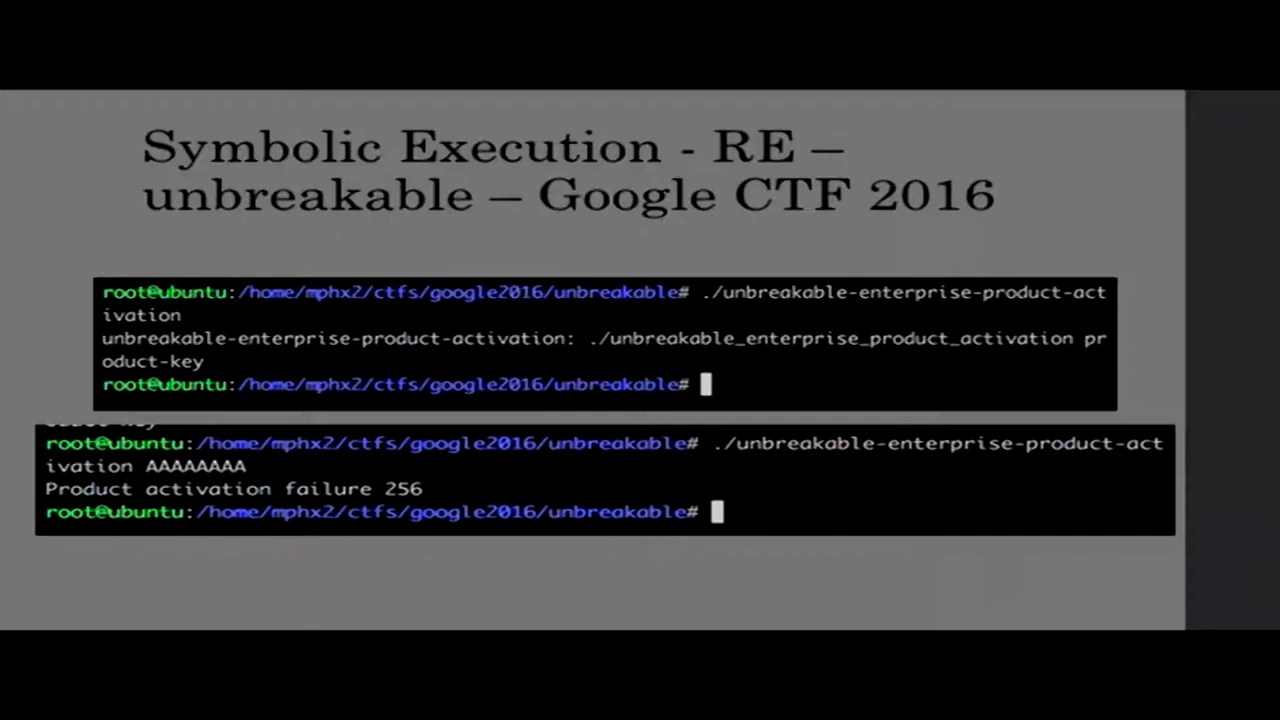 Symbolic Execution - RE –
unbreakable – Google CTF 2016
root@ubuntu:/home/mphx2/ctfs/google2016/unbreakable# ./unbreakable-enterprise-product-act
ivation
unbreakable-enterprise-product-activation: ./unbreakable_enterprise_product_activation pr
oduct-key
root@ubuntu:/home/mphx2/ctfs/google2016/unbreakable#
root@ubuntu:/home/mphx2/ctfs/google2016/unbreakable# ./unbreakable-enterprise-product-act
ivation AAAAAAAA
Product activation failure 256
root@ubuntu:/home/mphx2/ctfs/google2016/unbreakable#